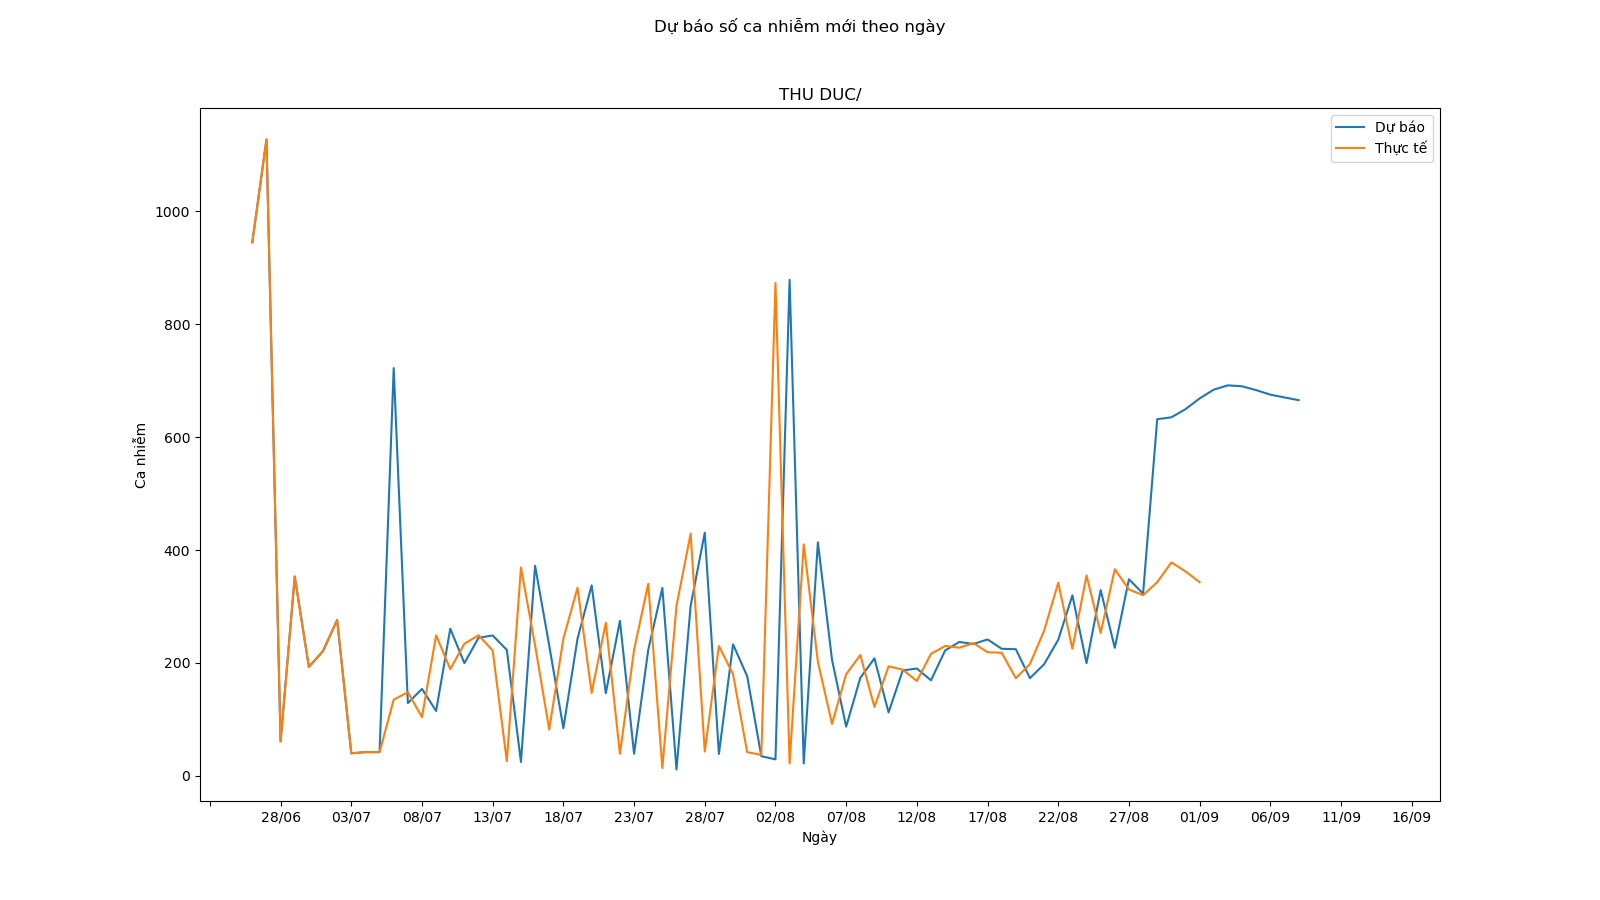 Dự báo số ca nhiễm mới theo ngày
THU DUC/
Dự báo
Thực tế
1000
800
600
400
200
0
Ca nhiễm
28/06 03/07 08/07 13/07 18/07 23/07 28/07 02/08 07/08 12/08 17/08 22/08 27/08 01/09 06/09 11/09 16/09
Ngày